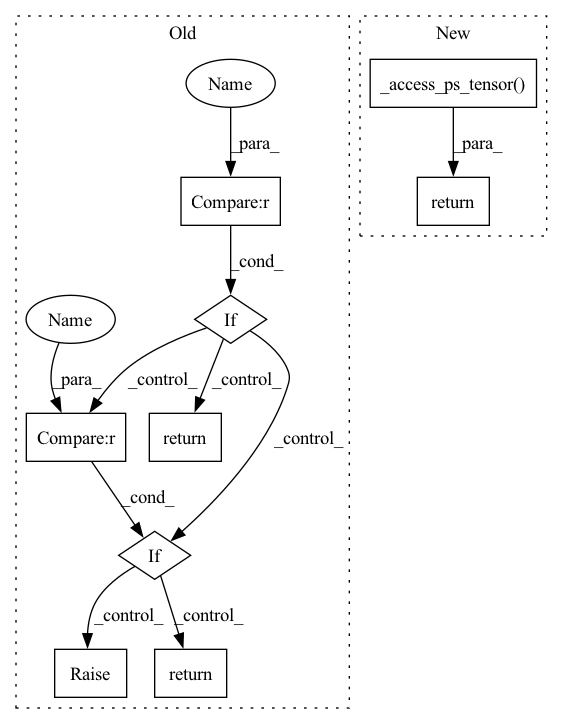 Old
New
Name
_access_ps_tensor()
_para_
_para_
Compare:r
return
_cond_
Name
If
_para_
_control_
_control_
_control_
Compare:r
return
_cond_
If
_control_
_control_
Raise
return